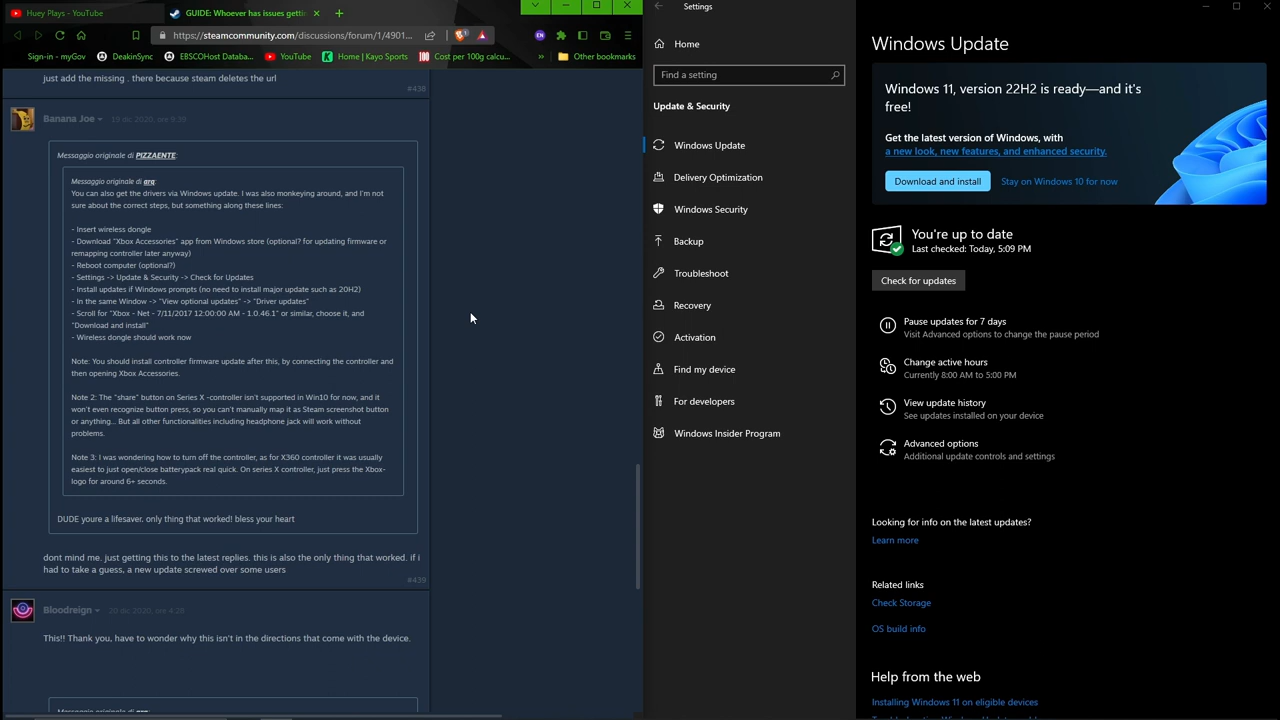 Huey Plays - YouTube
GUIDE: Whoever has issues getti
https://steamcommunity.com/discussions/forum/1/4901...
Sign-in - myGov
DeakinSync
EBSCOHost Databa...
YouTube
Home | Kayo Sports
Cost per 100g calcu...
»
Other bookmarks
just add the missing . there because steam deletes the url
#438
Banana Joe
19 dic 2020, ore 9:39
Messaggio originale di PIZZAENTE:
Messaggio originale di arq:
You can also get the drivers via Windows update. I was also monkeying around, and I'm not
sure about the correct steps, but something along these lines:
- Insert wireless dongle
- Download "Xbox Accessories" app from Windows store (optional? for updating firmware or
remapping controller later anyway)
- Reboot computer (optional?)
- Settings -> Update & Security -> Check for Updates
- Install updates if Windows prompts (no need to install major update such as 20H2)
- In the same Window -> "View optional updates" -> "Driver updates"
- Scroll for "Xbox - Net - 7/11/2017 12:00:00 AM - 1.0.46.1" or similar, choose it, and
"Download and install"
- Wireless dongle should work now
Note: You should install controller firmware update after this, by connecting the controller and
then opening Xbox Accessories.
Note 2: The "share" button on Series X -controller isn't supported in Win10 for now, and it
won't even recognize button press, so you can't manually map it as Steam screenshot button
or anything... But all other functionalities including headphone jack will work without
problems.
Note 3: I was wondering how to turn off the controller, as for X360 controller it was usually
easiest to just open/close batterypack real quick. On series X controller, just press the Xbox-
logo for around 6+ seconds.
DUDE youre a lifesaver. only thing that worked! bless your heart
dont mind me. just getting this to the latest replies. this is also the only thing that worked. if i
had to take a guess, a new update screwed over some users
#439
Bloodreign
20 dic 2020, ore 4:28
This!! Thank you, have to wonder why this isn't in the directions that come with the device.
Messaggio originale di arq:
Settings
Home
Find a setting
Update & Security
Windows Update
Delivery Optimization
Windows Security
Backup
Troubleshoot
Recovery
Activation
Find my device
For developers
Windows Insider Program
Windows Update
Windows 11, version 22H2 is ready—and it's
free!
Get the latest version of Windows, with
a new look, new features, and enhanced security.
Download and install
Stay on Windows 10 for now
You're up to date
Last checked: Today, 5:09 PM
Check for updates
Pause updates for 7 days
Visit Advanced options to change the pause period
Change active hours
Currently 8:00 AM to 5:00 PM
View update history
See updates installed on your device
Advanced options
Additional update controls and settings
Looking for info on the latest updates?
Learn more
Related links
Check Storage
OS build info
Help from the web
Installing Windows 11 on eligible devices